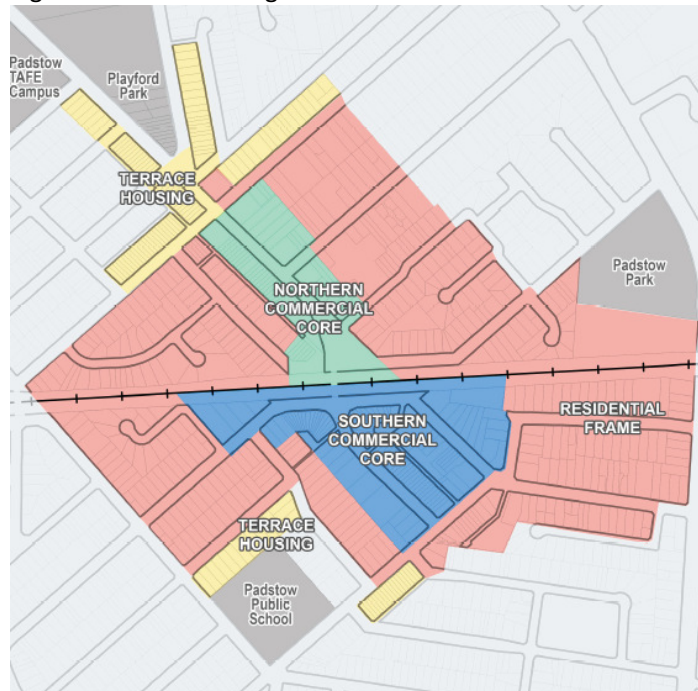 Padstow
TAFE
Campus
Playford
Park
TERRACE
HOUSING
Padstow
Park
NORTHERN
COMMERCIAL
CORE
SOUTHERN
COMMERCIAL
CORE
RESIDENTIAL
FRAME
TERRACE
HOUSING
Padstow
Public
School